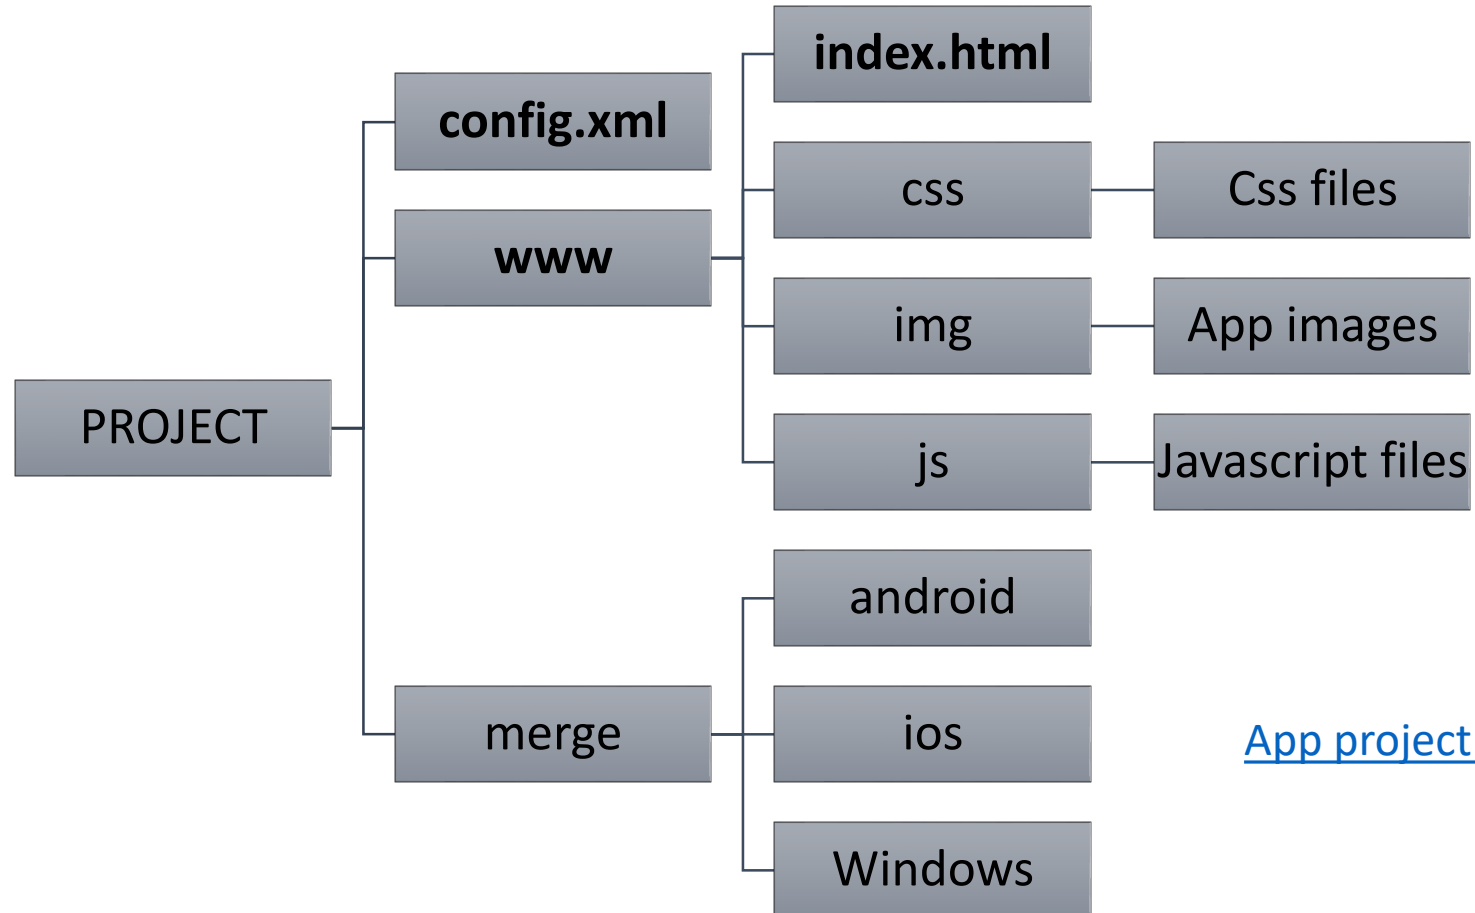 index.html
config.xml
css
Css files
www
img
App images
PROJECT
js
Javascript files
android
merge
ios
App project
Windows